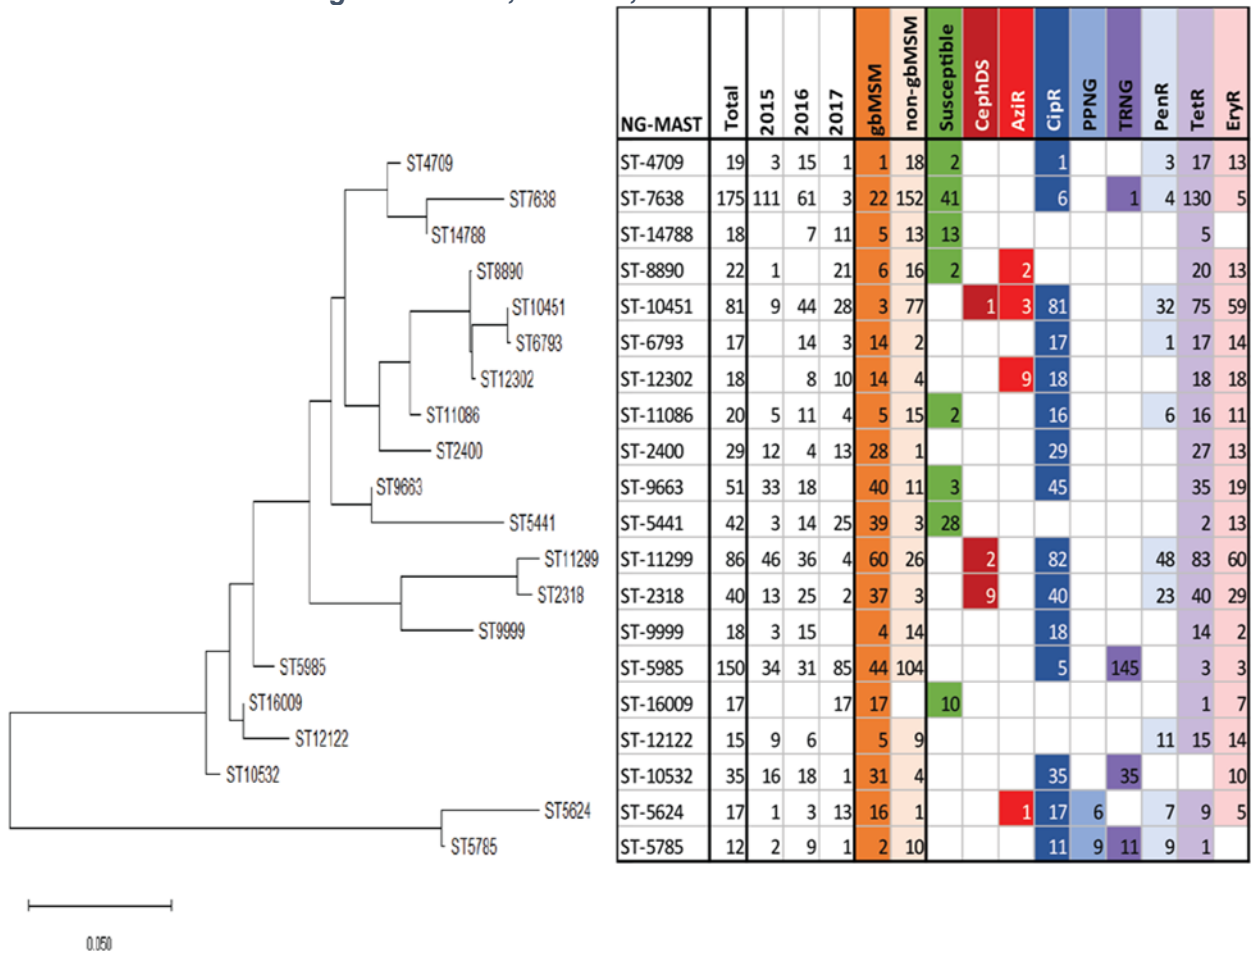 NG-MAST Total 2015 2016 2017 gbMSM non-gbMSM Susceptible CephDS AziR CipR PPNG TRNG PenR TetR EryR
ST4709 ST-4709 19 3 15 1 1 18 2 1 3 17 13
ST7638 ST-7638 175 111 61 3 22 152 41 6 1 4 130 5
ST14788 ST-14788 18 7 11 5 13 13 5
ST8890 ST-8890 22 1 21 6 16 2 2 20 13
ST10451 ST-10451 81 9 44 28 3 77 1 3 81 32 75 59
ST6793 ST-6793 17 14 3 14 2 17 1 17 14
ST12302 ST-12302 18 8 10 14 4 9 18 18 18
ST11086 ST-11086 20 5 11 4 5 15 2 16 6 16 11
ST2400 ST-2400 29 12 4 13 28 1 29 27 13
ST9663 ST-9663 51 33 18 40 11 3 45 35 19
ST5441 ST-5441 42 3 14 25 39 3 28 2 13
ST11299 ST-11299 86 46 36 4 60 26 2 82 48 83 60
ST2318 ST-2318 40 13 25 2 37 3 9 40 23 40 29
ST9999 ST-9999 18 3 15 4 14 18 14 2
ST5985 ST-5985 150 34 31 85 44 104 5 145 3 3
ST16009 ST-16009 17 17 17 10 1 7
ST12122 ST-12122 15 9 6 5 9 11 15 14
ST10532 ST-10532 35 16 18 1 31 4 35 35 10
ST5624 ST-5624 17 1 3 13 16 1 1 17 6 7 9 5
ST5785 ST-5785 12 2 9 1 2 10 11 9 11 9 1
0.050